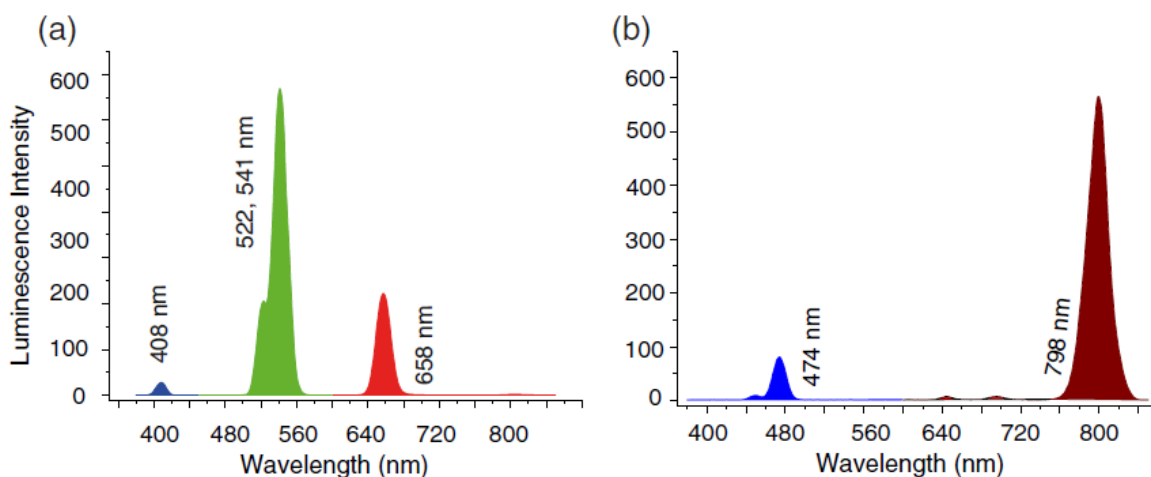 (a)
Luminescence Intensity
600
500
400
300
200
100
0
408 nm
522, 541 nm
658 nm
400 480 560 640 720 800
Wavelength (nm)
(b)
600
500
400
300
200
100
0
474 nm
798 nm
400 480 640 720 800
Wavelength (nm)